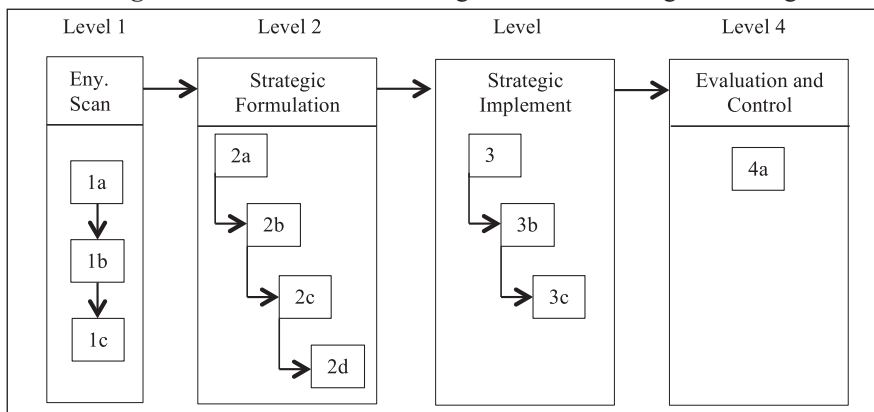 Level 1
Level 2
Level
Level 4
Eny.
Scan
Strategic
Formulation
Strategic
Implement
Evaluation and
Control
1a
1b
1c
2a
2b
2c
2d
3
3b
3c
4a